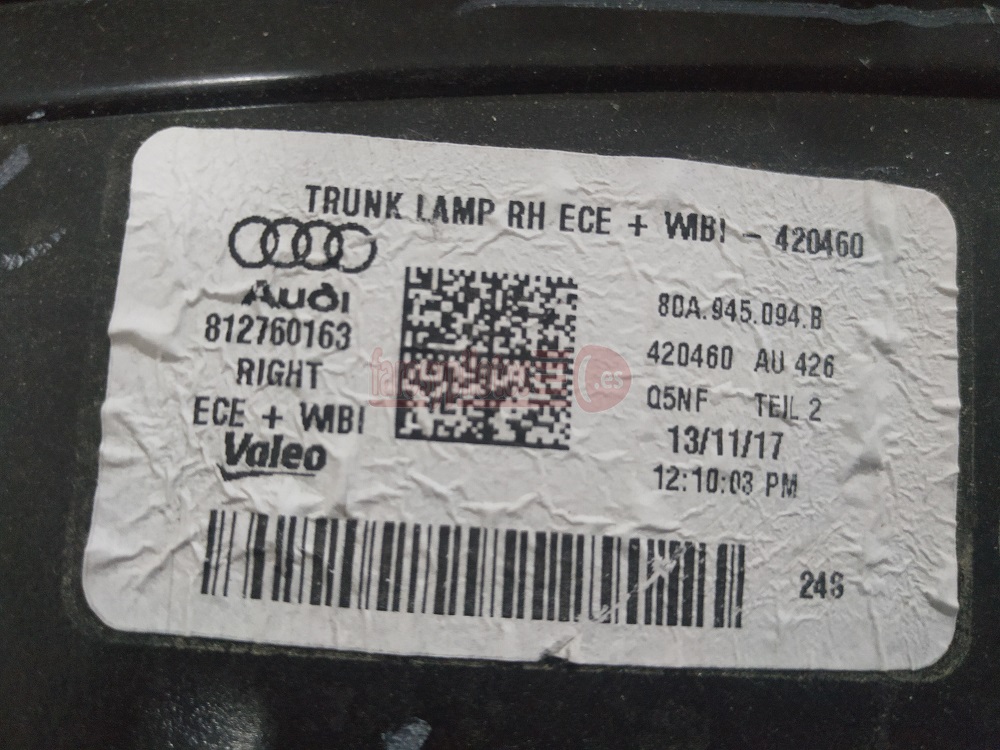 TRUNK LAMP RH ECE + WIBI - 420460
Audi
812760163
RIGHT
ECE + WIBI
Valeo
80A.945.094.B
420460 AU 426
Q5NF TEIL 2
13/11/17
12:10:03 PM
.es